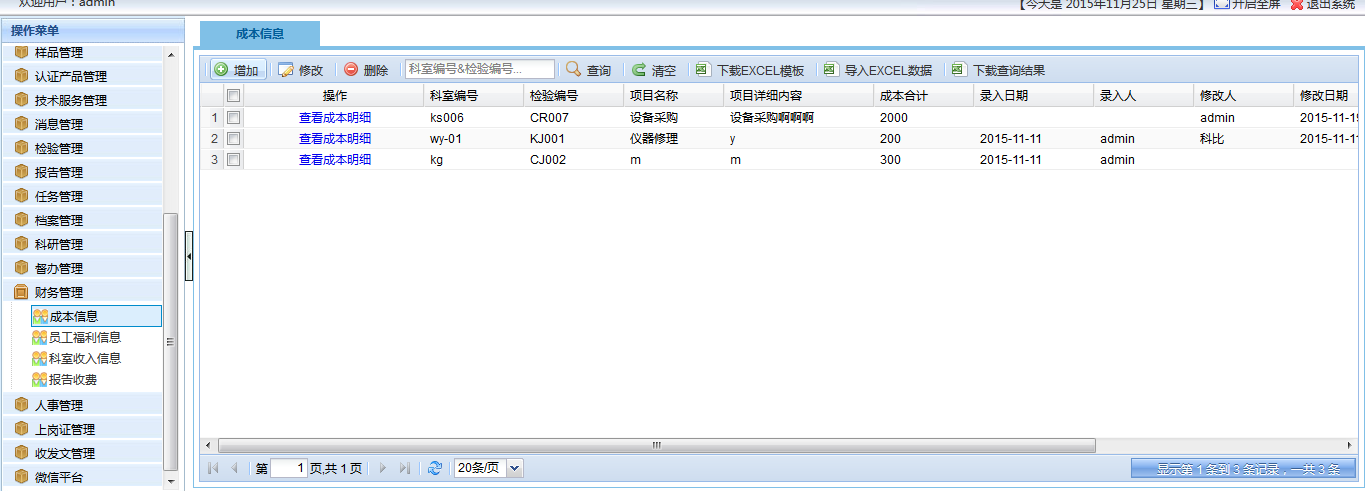 欢迎用户：admin
【今天是 2015年11月25日 星期三】 开启全屏 退出系统
操作菜单
样品管理
认证产品管理
技术服务管理
消息管理
检验管理
报告管理
任务管理
档案管理
科研管理
督办管理
财务管理
成本信息
员工福利信息
科室收入信息
报告收费
人事管理
上岗证管理
收发文管理
微信平台
成本信息
增加 修改 删除 科室编号&检验编号... 查询 清空 下载EXCEL模板 导入EXCEL数据 下载查询结果
操作 科室编号 检验编号 项目名称 项目详细内容 成本合计 录入日期 录入人 修改人 修改日期
1 查看成本明细 ks006 CR007 设备采购 设备采购啊啊啊 2000 admin 2015-11-1
2 查看成本明细 wy-01 KJ001 仪器修理 y 200 2015-11-11 admin 科比 2015-11-1
3 查看成本明细 kg CJ002 m m 300 2015-11-11 admin
第 1 页,共 1 页 20条/页 显示第 1 条到 3 条记录，一共 3 条